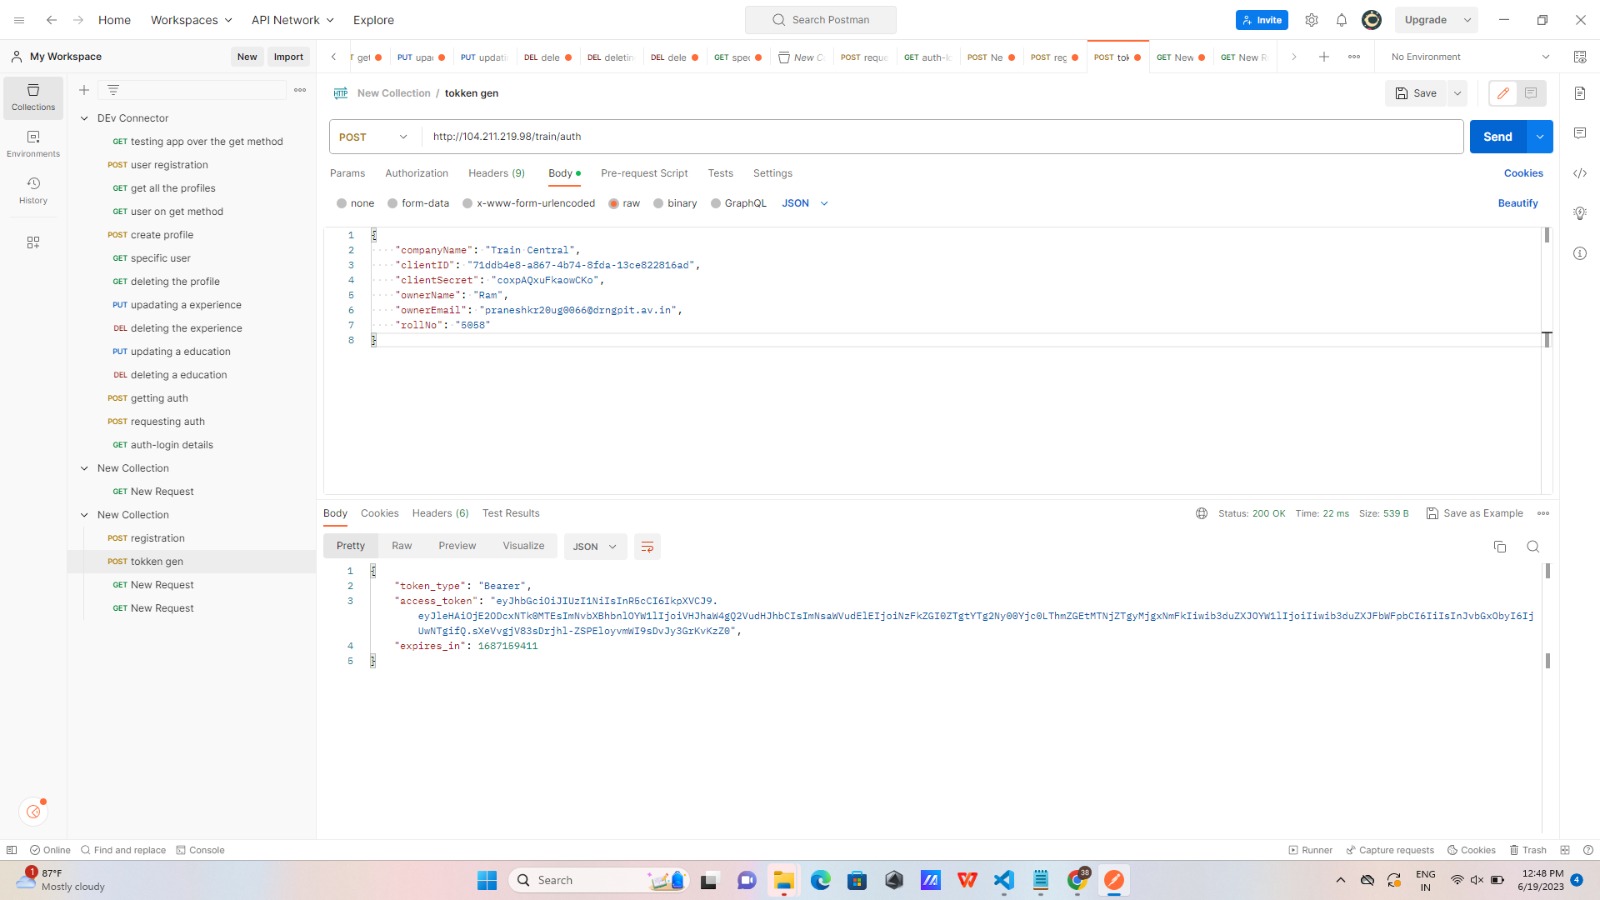 Home
Workspaces
API Network
Explore
Search Postman
Invite
Upgrade
My Workspace
New
Import
get
PUT upa
PUT updati
DEL dele
DEL deletin
DEL dele
GET spec
New C
POST reque
GET auth-l
POST Ne
POST reg
POST tok
GET New
GET New R
No Environment
Collections
Environments
History
DEv Connector
GET testing app over the get method
POST user registration
GET get all the profiles
GET user on get method
POST create profile
GET specific user
GET deleting the profile
PUT upadating a experience
DEL deleting the experience
PUT updating a education
DEL deleting a education
POST getting auth
POST requesting auth
GET auth-login details
New Collection
GET New Request
New Collection
POST registration
POST tokken gen
GET New Request
GET New Request
HTTP New Collection / tokken gen
Save
POST
http://104.211.219.98/train/auth
Send
Params
Authorization
Headers (9)
Body
Pre-request Script
Tests
Settings
Cookies
none
form-data
x-www-form-urlencoded
raw
binary
GraphQL
JSON
Beautify
1 {
2 "companyName": "Train Central",
3 "clientID": "71ddb4e8-a867-4b74-8fda-13ce822816ad",
4 "clientSecret": "coxpAQxuFkaowCKo",
5 "ownerName": "Ram",
6 "ownerEmail": "praneshkr20ug0066@drngpit.av.in",
7 "rollNo": "5058"
8 }
Body
Cookies
Headers (6)
Test Results
Status: 200 OK
Time: 22 ms
Size: 539 B
Save as Example
Pretty
Raw
Preview
Visualize
JSON
1 {
2 "token_type": "Bearer",
3 "access_token": "eyJhbGciOiJIUzI1NiIsInR5cCI6IkpXVCJ9.
4 "expires_in": 1687159411
5 }
Online
Find and replace
Console
Runner
Capture requests
Cookies
Trash
1
87°F
Mostly cloudy
Search
38
ENG
IN
12:48 PM
6/19/2023
4